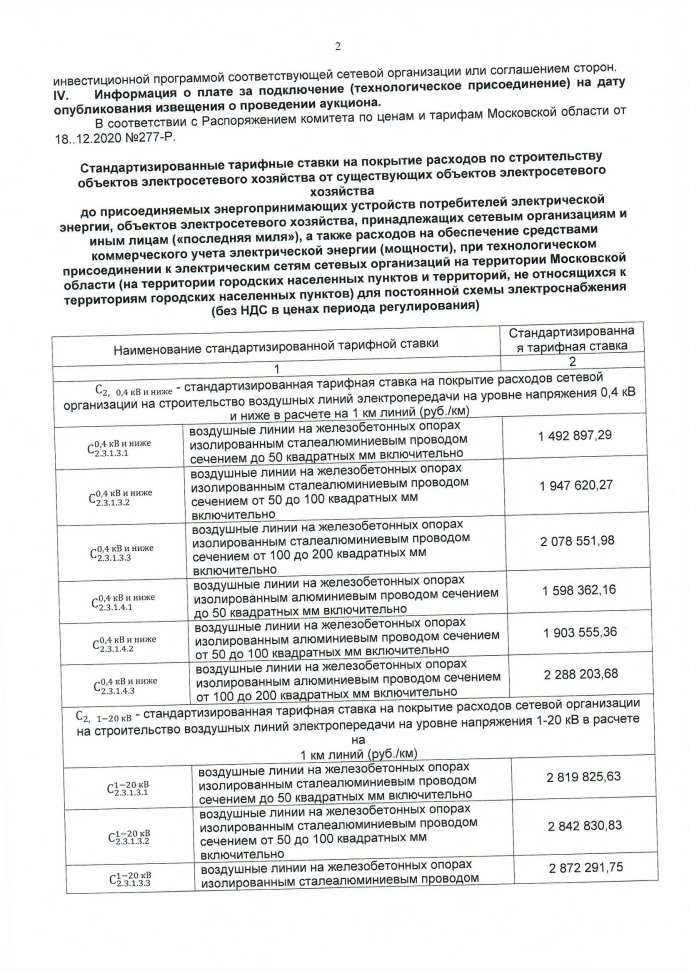 2
инвестиционной программой соответствующей сетевой организации или соглашением сторон.
IV. Информация о плате за подключение (технологическое присоединение) на дату
опубликования извещения о проведении аукциона.
В соответствии с Распоряжением комитета по ценам и тарифам Московской области от
18..12.2020 №277-Р.
Стандартизированные тарифные ставки на покрытие расходов по строительству
объектов электросетевого хозяйства от существующих объектов электросетевого
хозяйства
до присоединяемых энергопринимающих устройств потребителей электрической
энергии, объектов электросетевого хозяйства, принадлежащих сетевым организациям и
иным лицам («последняя миля»), а также расходов на обеспечение средствами
коммерческого учета электрической энергии (мощности), при технологическом
присоединении к электрическим сетям сетевых организаций на территории Московской
области (на территории городских населенных пунктов и территорий, не относящихся к
территориям городских населенных пунктов) для постоянной схемы электроснабжения
(без НДС в ценах периода регулирования)
Наименование стандартизированной тарифной ставки
Стандартизированна
я тарифная ставка
1
2
С2, 0,4 кВ и ниже - стандартизированная тарифная ставка на покрытие расходов сетевой
организации на строительство воздушных линий электропередачи на уровне напряжения 0,4 кВ
и ниже в расчете на 1 км линий (руб./км)
С 0,4 кВ и ниже 2.3.1.3.1
воздушные линии на железобетонных опорах
изолированным сталеалюминиевым проводом
сечением до 50 квадратных мм включительно
1 492 897,29
С 0,4 кВ и ниже 2.3.1.3.2
воздушные линии на железобетонных опорах
изолированным сталеалюминиевым проводом
сечением от 50 до 100 квадратных мм
включительно
1 947 620,27
С 0,4 кВ и ниже 2.3.1.3.3
воздушные линии на железобетонных опорах
изолированным сталеалюминиевым проводом
сечением от 100 до 200 квадратных мм
включительно
2 078 551,98
С 0,4 кВ и ниже 2.3.1.4.1
воздушные линии на железобетонных опорах
изолированным алюминиевым проводом сечением
до 50 квадратных мм включительно
1 598 362,16
С 0,4 кВ и ниже 2.3.1.4.2
воздушные линии на железобетонных опорах
изолированным алюминиевым проводом сечением
от 50 до 100 квадратных мм включительно
1 903 555,36
С 0,4 кВ и ниже 2.3.1.4.3
воздушные линии на железобетонных опорах
изолированным алюминиевым проводом сечением
от 100 до 200 квадратных мм включительно
2 288 203,68
С2, 1−20 кВ - стандартизированная тарифная ставка на покрытие расходов сетевой организации
на строительство воздушных линий электропередачи на уровне напряжения 1-20 кВ в расчете
на
1 км линий (руб./км)
С 1−20 кВ 2.3.1.3.1
воздушные линии на железобетонных опорах
изолированным сталеалюминиевым проводом
сечением до 50 квадратных мм включительно
2 819 825,63
С 1−20 кВ 2.3.1.3.2
воздушные линии на железобетонных опорах
изолированным сталеалюминиевым проводом
сечением от 50 до 100 квадратных мм
включительно
2 842 830,83
С 1−20 кВ 2.3.1.3.3
воздушные линии на железобетонных опорах
изолированным сталеалюминиевым проводом
2 872 291,75